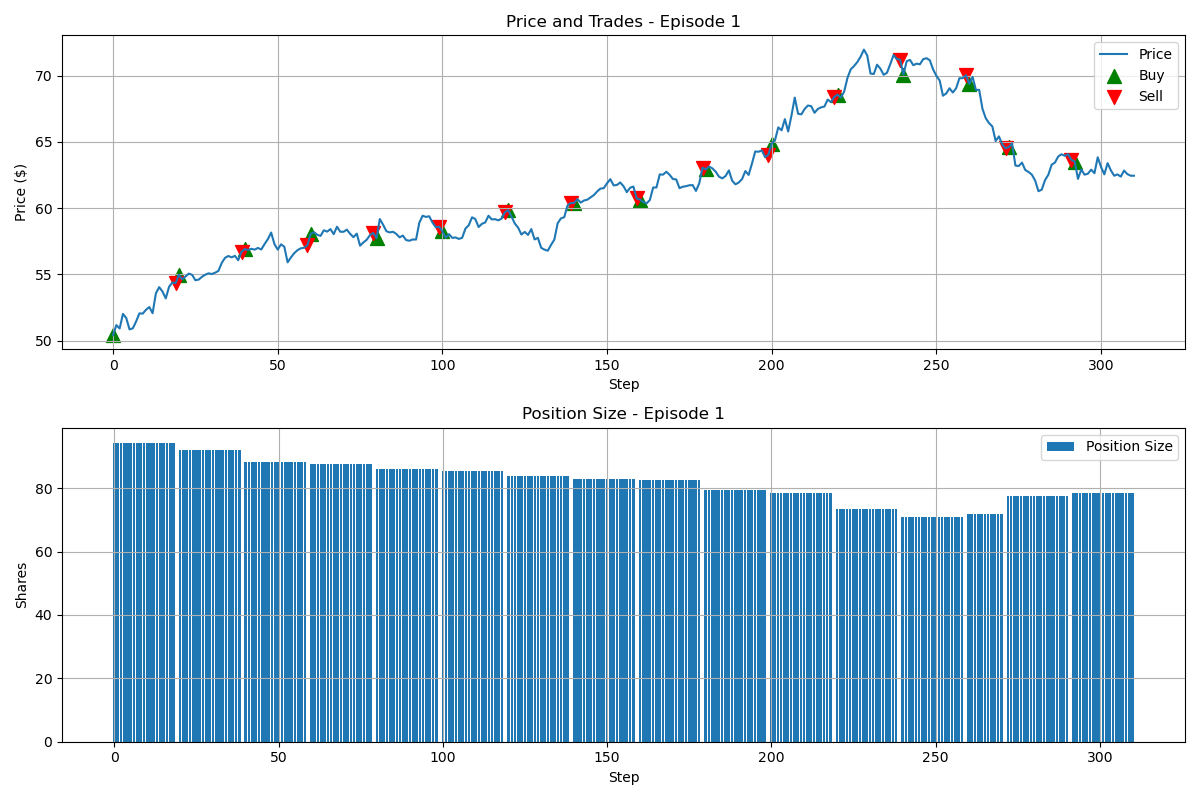 Price and Trades - Episode 1
Price
Buy
Sell
70
65
60
55
50
Price ($)
0 50 100 150 200 250 300
Step
Position Size - Episode 1
Position Size
80
60
40
20
0
Shares
0 50 100 150 200 250 300
Step